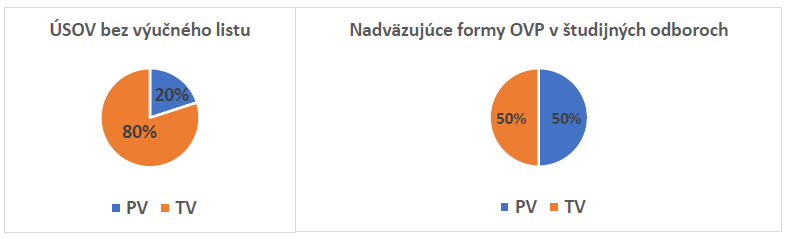 ÚSOV bez výučného listu
20%
80%
PV TV
Nadväzujúce formy OVP v študijných odboroch
50% 50%
PV TV